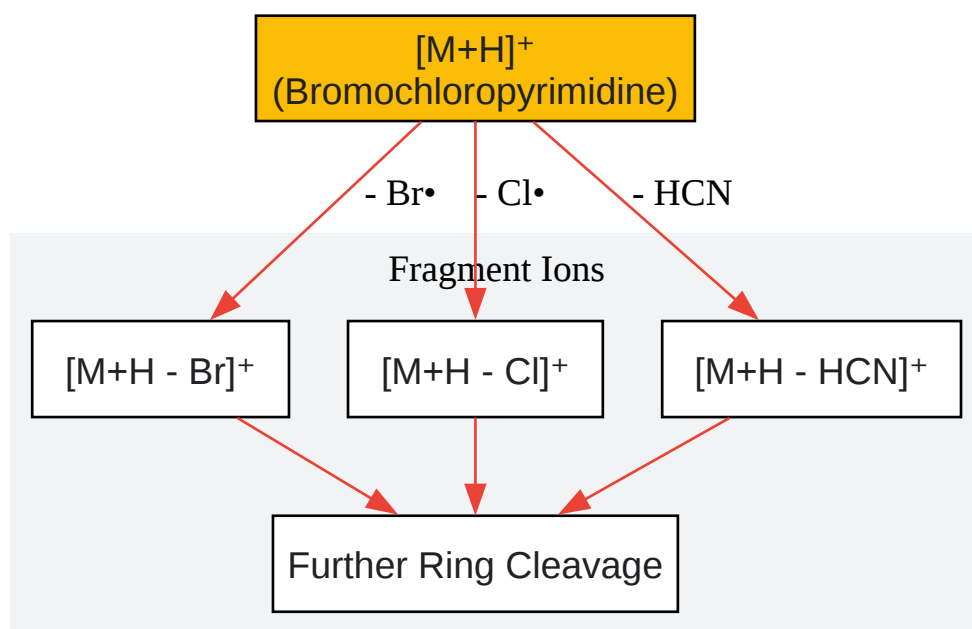 [M+H]⁺
(Bromochloropyrimidine)
- Br•
- Cl•
- HCN
Fragment Ions
[M+H - Br]⁺
[M+H - Cl]⁺
[M+H - HCN]⁺
Further Ring Cleavage